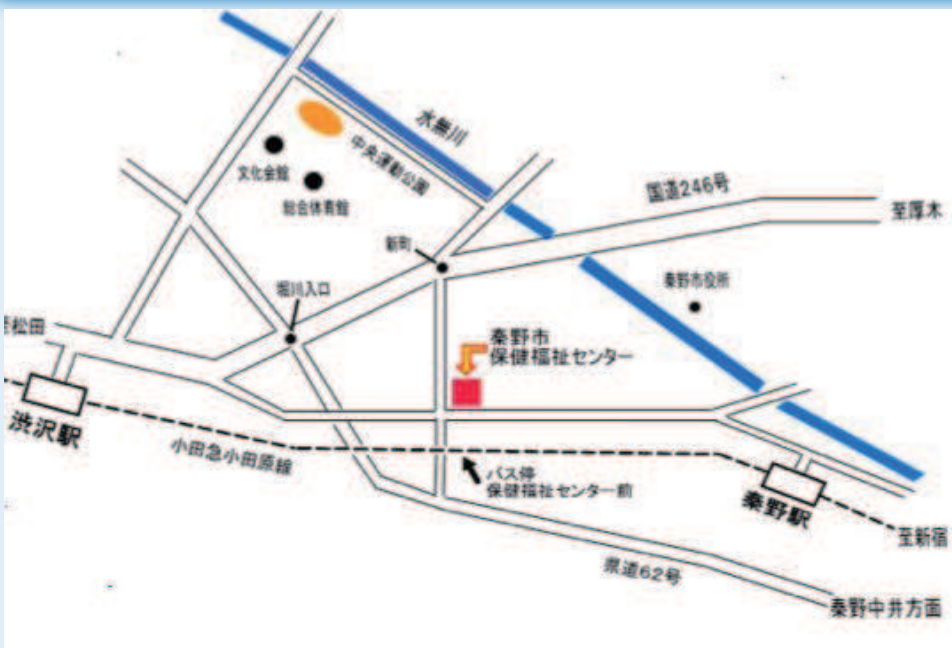 水無川
国道246号
至厚木
文化会館
中央運動公園
総合体育館
新町
秦野市役所
堀川入口
至松田
秦野市
保健福祉センター
渋沢駅
小田急小田原線
バス停
保健福祉センター前
秦野駅
至新宿
県道62号
秦野中井方面